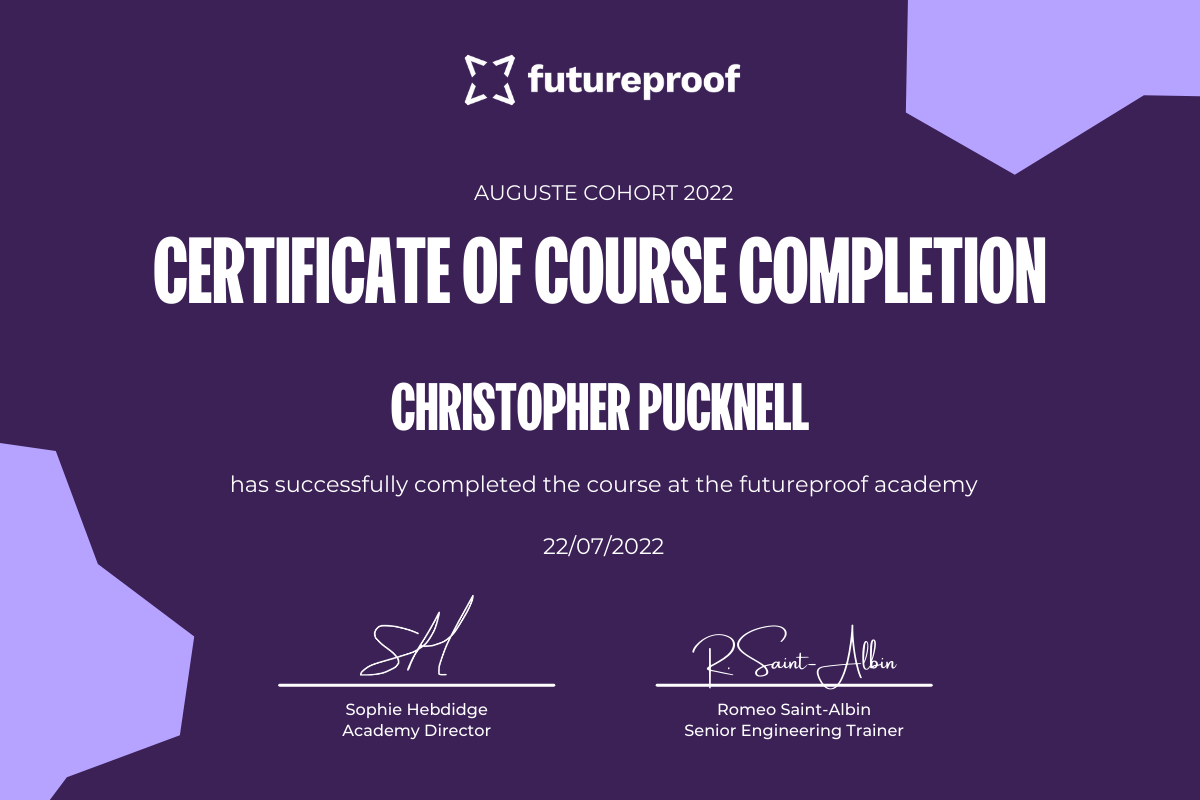 futureproof
AUGUSTE COHORT 2022
CERTIFICATE OF COURSE COMPLETION
CHRISTOPHER PUCKNELL
has successfully completed the course at the futureproof academy
22/07/2022
SH R. Saint-Albin
Sophie Hebdidge Romeo Saint-Albin
Academy Director Senior Engineering Trainer